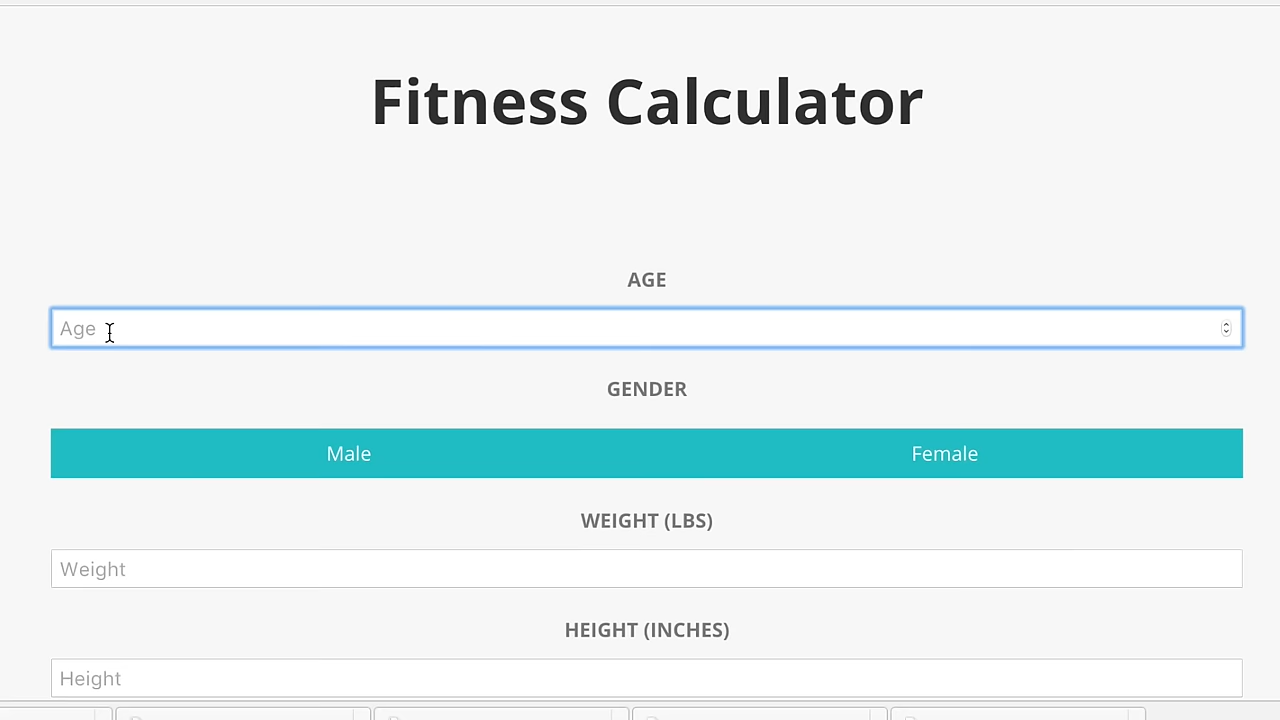 Fitness Calculator
AGE
Age
GENDER
Male Female
WEIGHT (LBS)
Weight
HEIGHT (INCHES)
Height